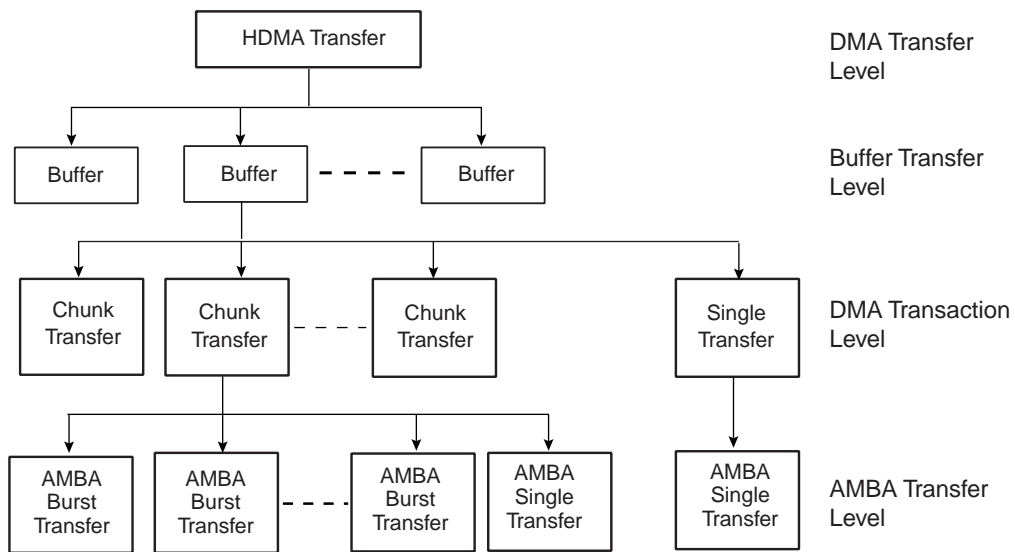 HDMA Transfer
DMA Transfer
Level
Buffer
Buffer
Buffer
Buffer Transfer
Level
Chunk
Transfer
Chunk
Transfer
Chunk
Transfer
Single
Transfer
DMA Transaction
Level
AMBA
Burst
Transfer
AMBA
Burst
Transfer
AMBA
Burst
Transfer
AMBA
Single
Transfer
AMBA
Single
Transfer
AMBA Transfer
Level